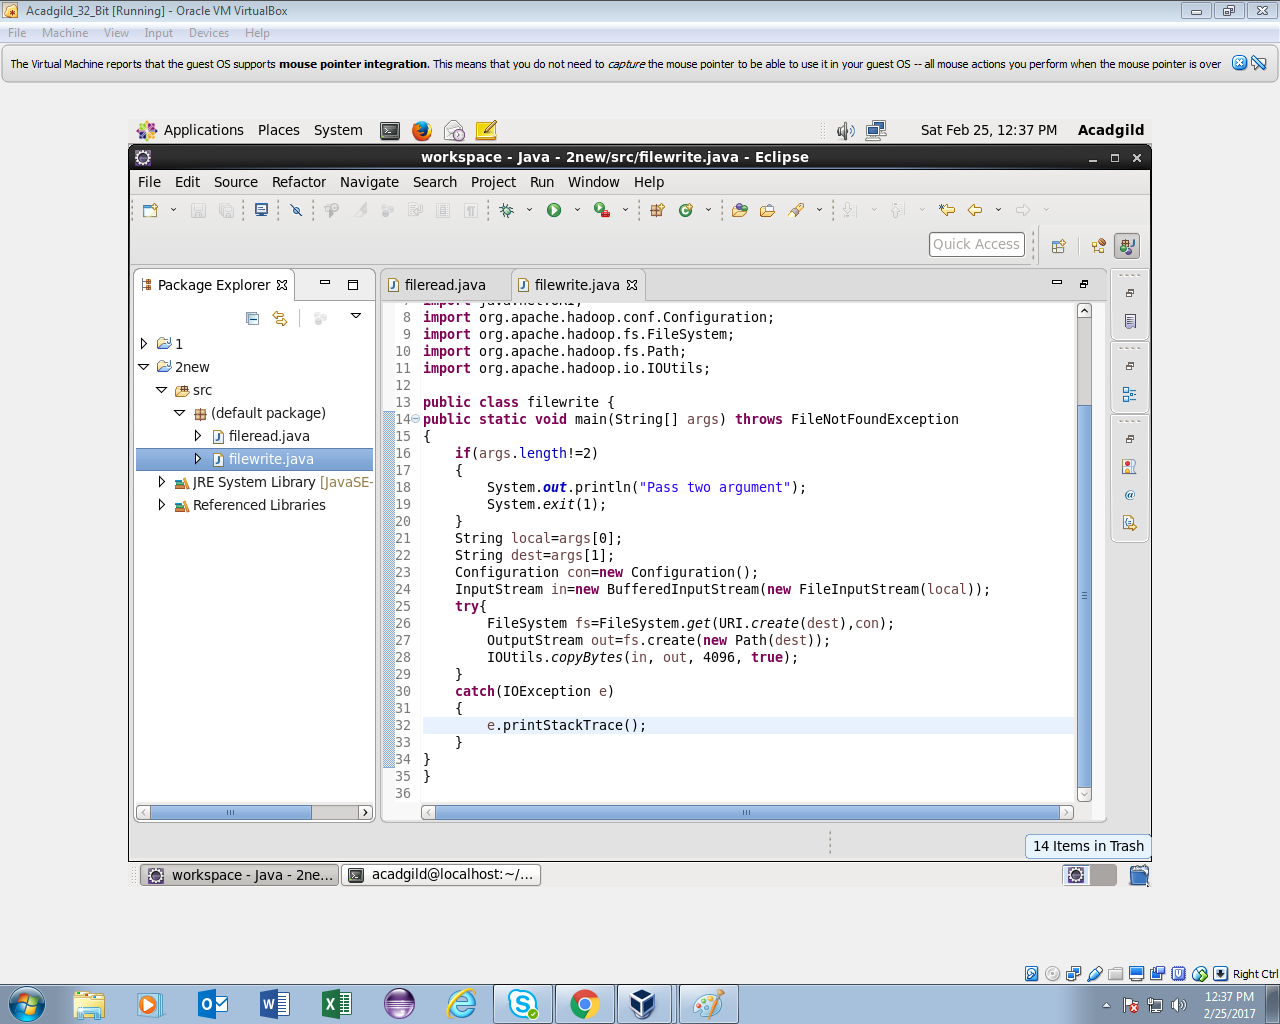 Acadgild_32_Bit [Running] - Oracle VM VirtualBox
File Machine View Input Devices Help
The Virtual Machine reports that the guest OS supports mouse pointer integration. This means that you do not need to capture the mouse pointer to be able to use it in your guest OS -- all mouse actions you perform when the mouse pointer is over
Applications Places System Sat Feb 25, 12:37 PM Acadgild
workspace - Java - 2new/src/filewrite.java - Eclipse
File Edit Source Refactor Navigate Search Project Run Window Help
Quick Access
Package Explorer
1
2new
src
(default package)
fileread.java
filewrite.java
JRE System Library [JavaSE-
Referenced Libraries
fileread.java filewrite.java
7 import java.net.URI;
8 import org.apache.hadoop.conf.Configuration;
9 import org.apache.hadoop.fs.FileSystem;
10 import org.apache.hadoop.fs.Path;
11 import org.apache.hadoop.io.IOUtils;
12
13 public class filewrite {
14 public static void main(String[] args) throws FileNotFoundException
15 {
16 if(args.length!=2)
17 {
18 System.out.println("Pass two argument");
19 System.exit(1);
20 }
21 String local=args[0];
22 String dest=args[1];
23 Configuration con=new Configuration();
24 InputStream in=new BufferedInputStream(new FileInputStream(local));
25 try{
26 FileSystem fs=FileSystem.get(URI.create(dest),con);
27 OutputStream out=fs.create(new Path(dest));
28 IOUtils.copyBytes(in, out, 4096, true);
29 }
30 catch(IOException e)
31 {
32 e.printStackTrace();
33 }
34 }
35 }
36
14 Items in Trash
workspace - Java - 2ne... acadgild@localhost:~/...
Right Ctrl
12:37 PM
2/25/2017